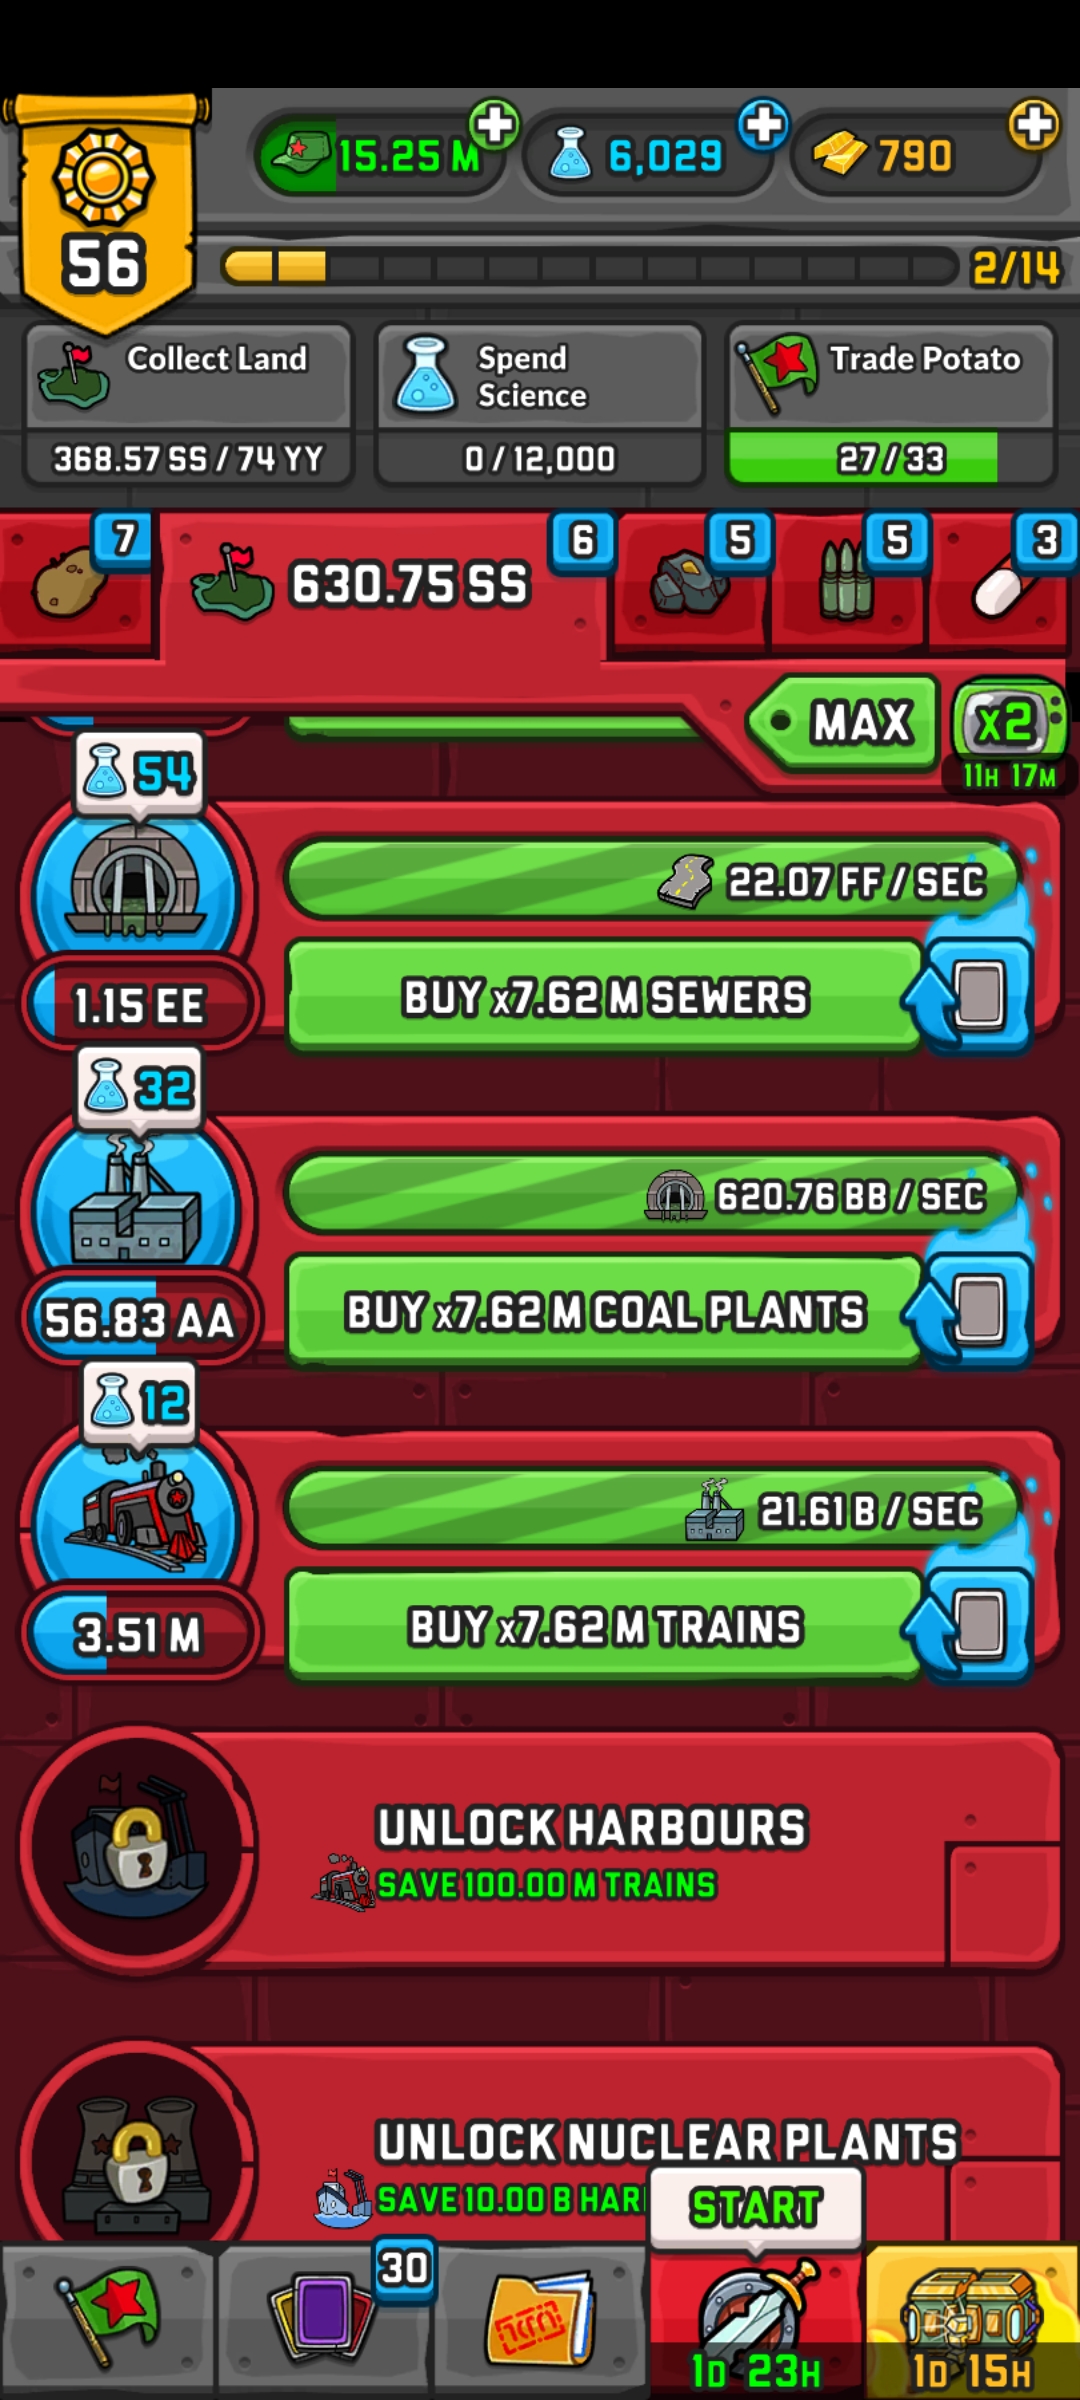 15.25 M
6,029
790
56
2/14
Collect Land
368.57 SS / 74 YY
Spend
Science
0 / 12,000
Trade Potato
27 / 33
7
630.75 SS
6
5
5
3
MAX
x2
11H 17M
54
22.07 FF / SEC
1.15 EE
BUY x7.62 M SEWERS
32
620.76 BB / SEC
56.83 AA
BUY x7.62 M COAL PLANTS
12
21.61 B / SEC
3.51 M
BUY x7.62 M TRAINS
UNLOCK HARBOURS
SAVE 100.00 M TRAINS
UNLOCK NUCLEAR PLANTS
SAVE 10.00 B
START
30
1D 23H
1D 15H